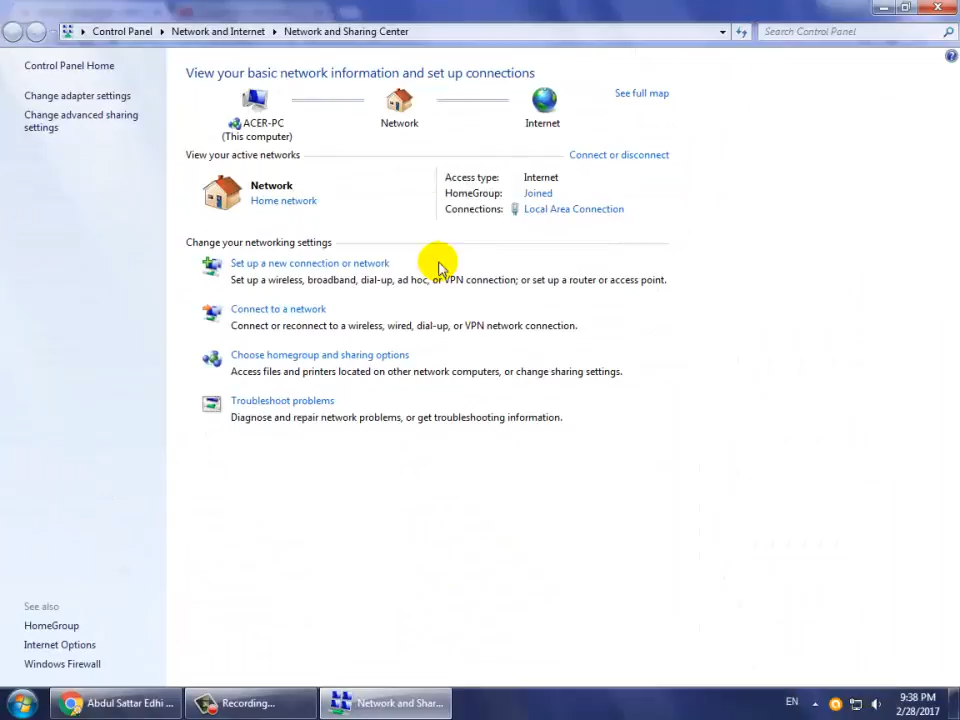 Control Panel Network and Internet Network and Sharing Center Search Control Panel
Control Panel Home
Change adapter settings
Change advanced sharing
settings
View your basic network information and set up connections
See full map
ACER-PC
(This computer)
Network
Internet
View your active networks
Connect or disconnect
Network
Home network
Access type: Internet
HomeGroup: Joined
Connections: Local Area Connection
Change your networking settings
Set up a new connection or network
Set up a wireless, broadband, dial-up, ad hoc, or VPN connection; or set up a router or access point.
Connect to a network
Connect or reconnect to a wireless, wired, dial-up, or VPN network connection.
Choose homegroup and sharing options
Access files and printers located on other network computers, or change sharing settings.
Troubleshoot problems
Diagnose and repair network problems, or get troubleshooting information.
See also
HomeGroup
Internet Options
Windows Firewall
Abdul Sattar Edhi ... Recording... Network and Shar... EN 9:38 PM
2/28/2017